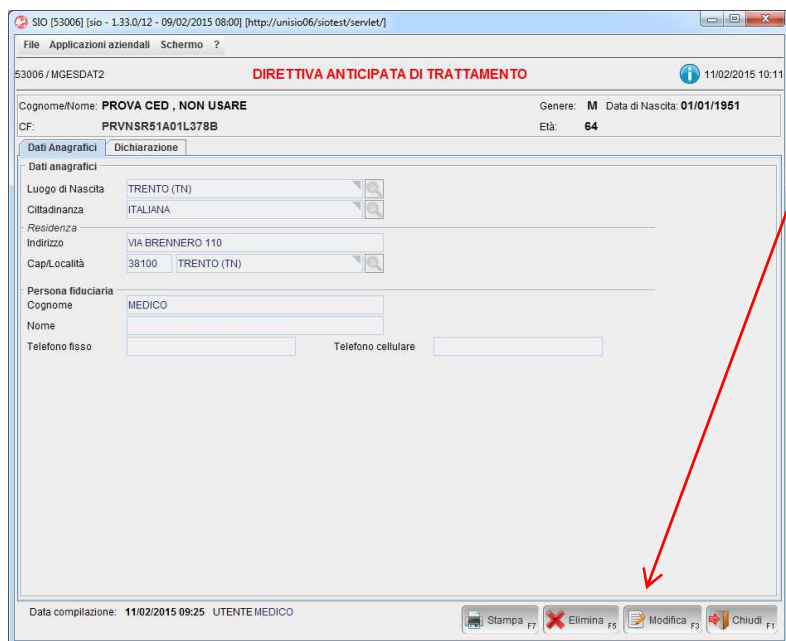 SIO [53006] [sio - 1.33.0/12 - 09/02/2015 08:00] [http://unisio06/siotest/servlet/]
File Applicazioni aziendali Schermo ?
53006 / MGESDAT2 DIRETTIVA ANTICIPATA DI TRATTAMENTO 11/02/2015 10:11
Cognome/Nome: PROVA CED , NON USARE Genere: M Data di Nascita: 01/01/1951
CF: PRVNSR51A01L378B Età: 64
Dati Anagrafici Dichiarazione
Dati anagrafici
Luogo di Nascita TRENTO (TN)
Cittadinanza ITALIANA
Residenza
Indirizzo VIA BRENNERO 110
Cap/Località 38100 TRENTO (TN)
Persona fiduciaria
Cognome MEDICO
Nome
Telefono fisso Telefono cellulare
Data compilazione: 11/02/2015 09:25 UTENTE MEDICO Stampa F7 Elimina F5 Modifica F3 Chiudi F1